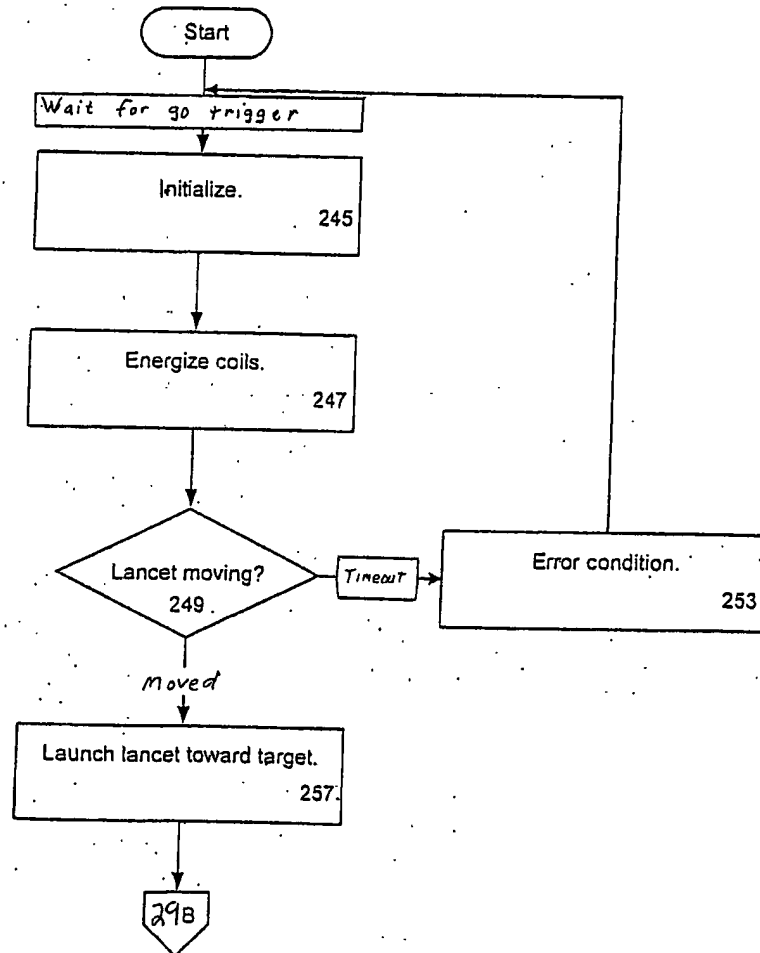 Start
Wait for go trigger
Initialize.
245
Energize coils.
247
Lancet moving?
249.
Timeout
Error condition.
253
Moved
Launch lancet toward target.
257.
29B